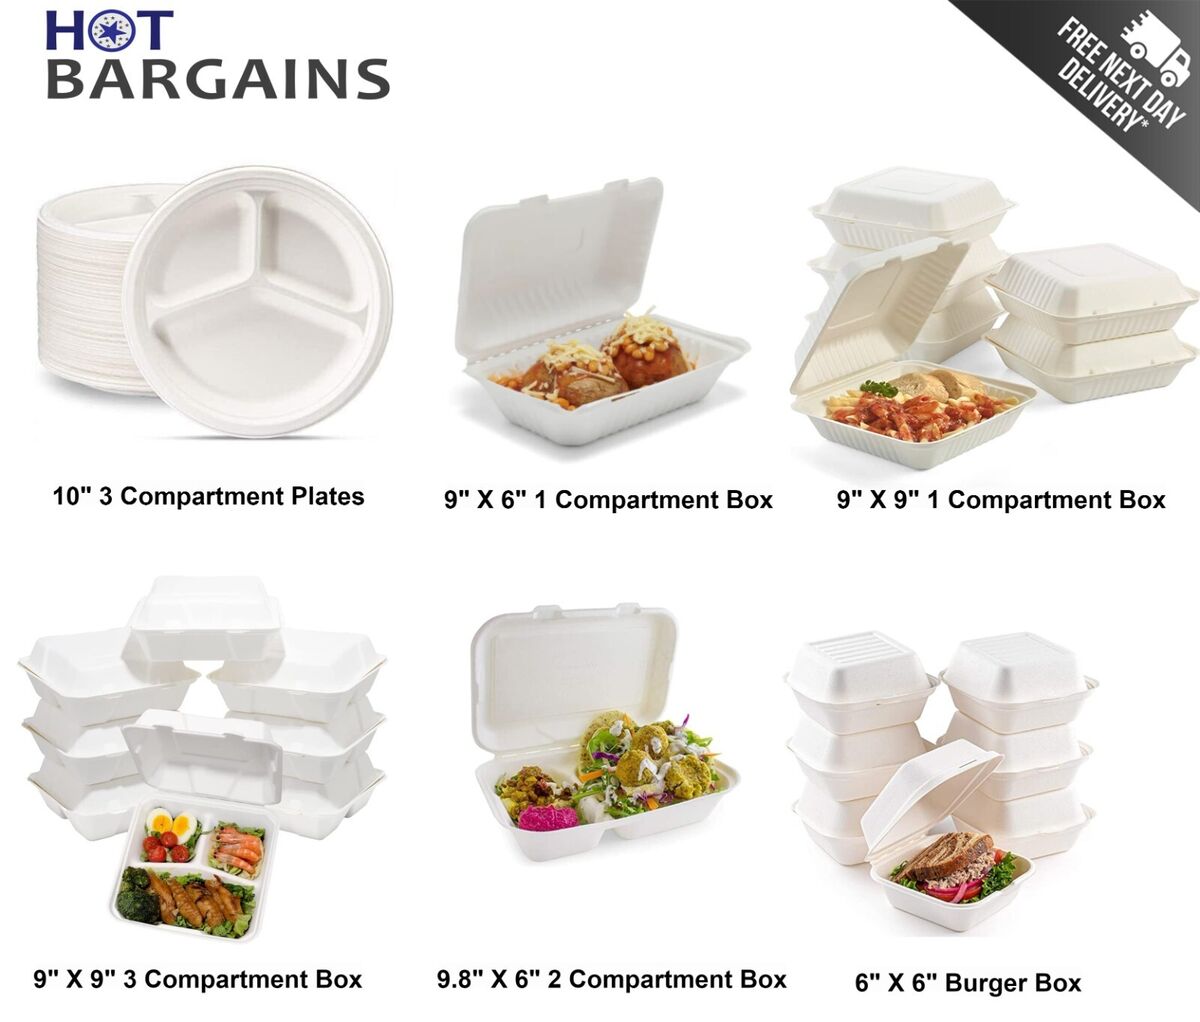 HOT
BARGAINS
FREE NEXT DAY
DELIVERY*
10" 3 Compartment Plates
9" X 6" 1 Compartment Box
9" X 9" 1 Compartment Box
9" X 9" 3 Compartment Box
9.8" X 6" 2 Compartment Box
6" X 6" Burger Box